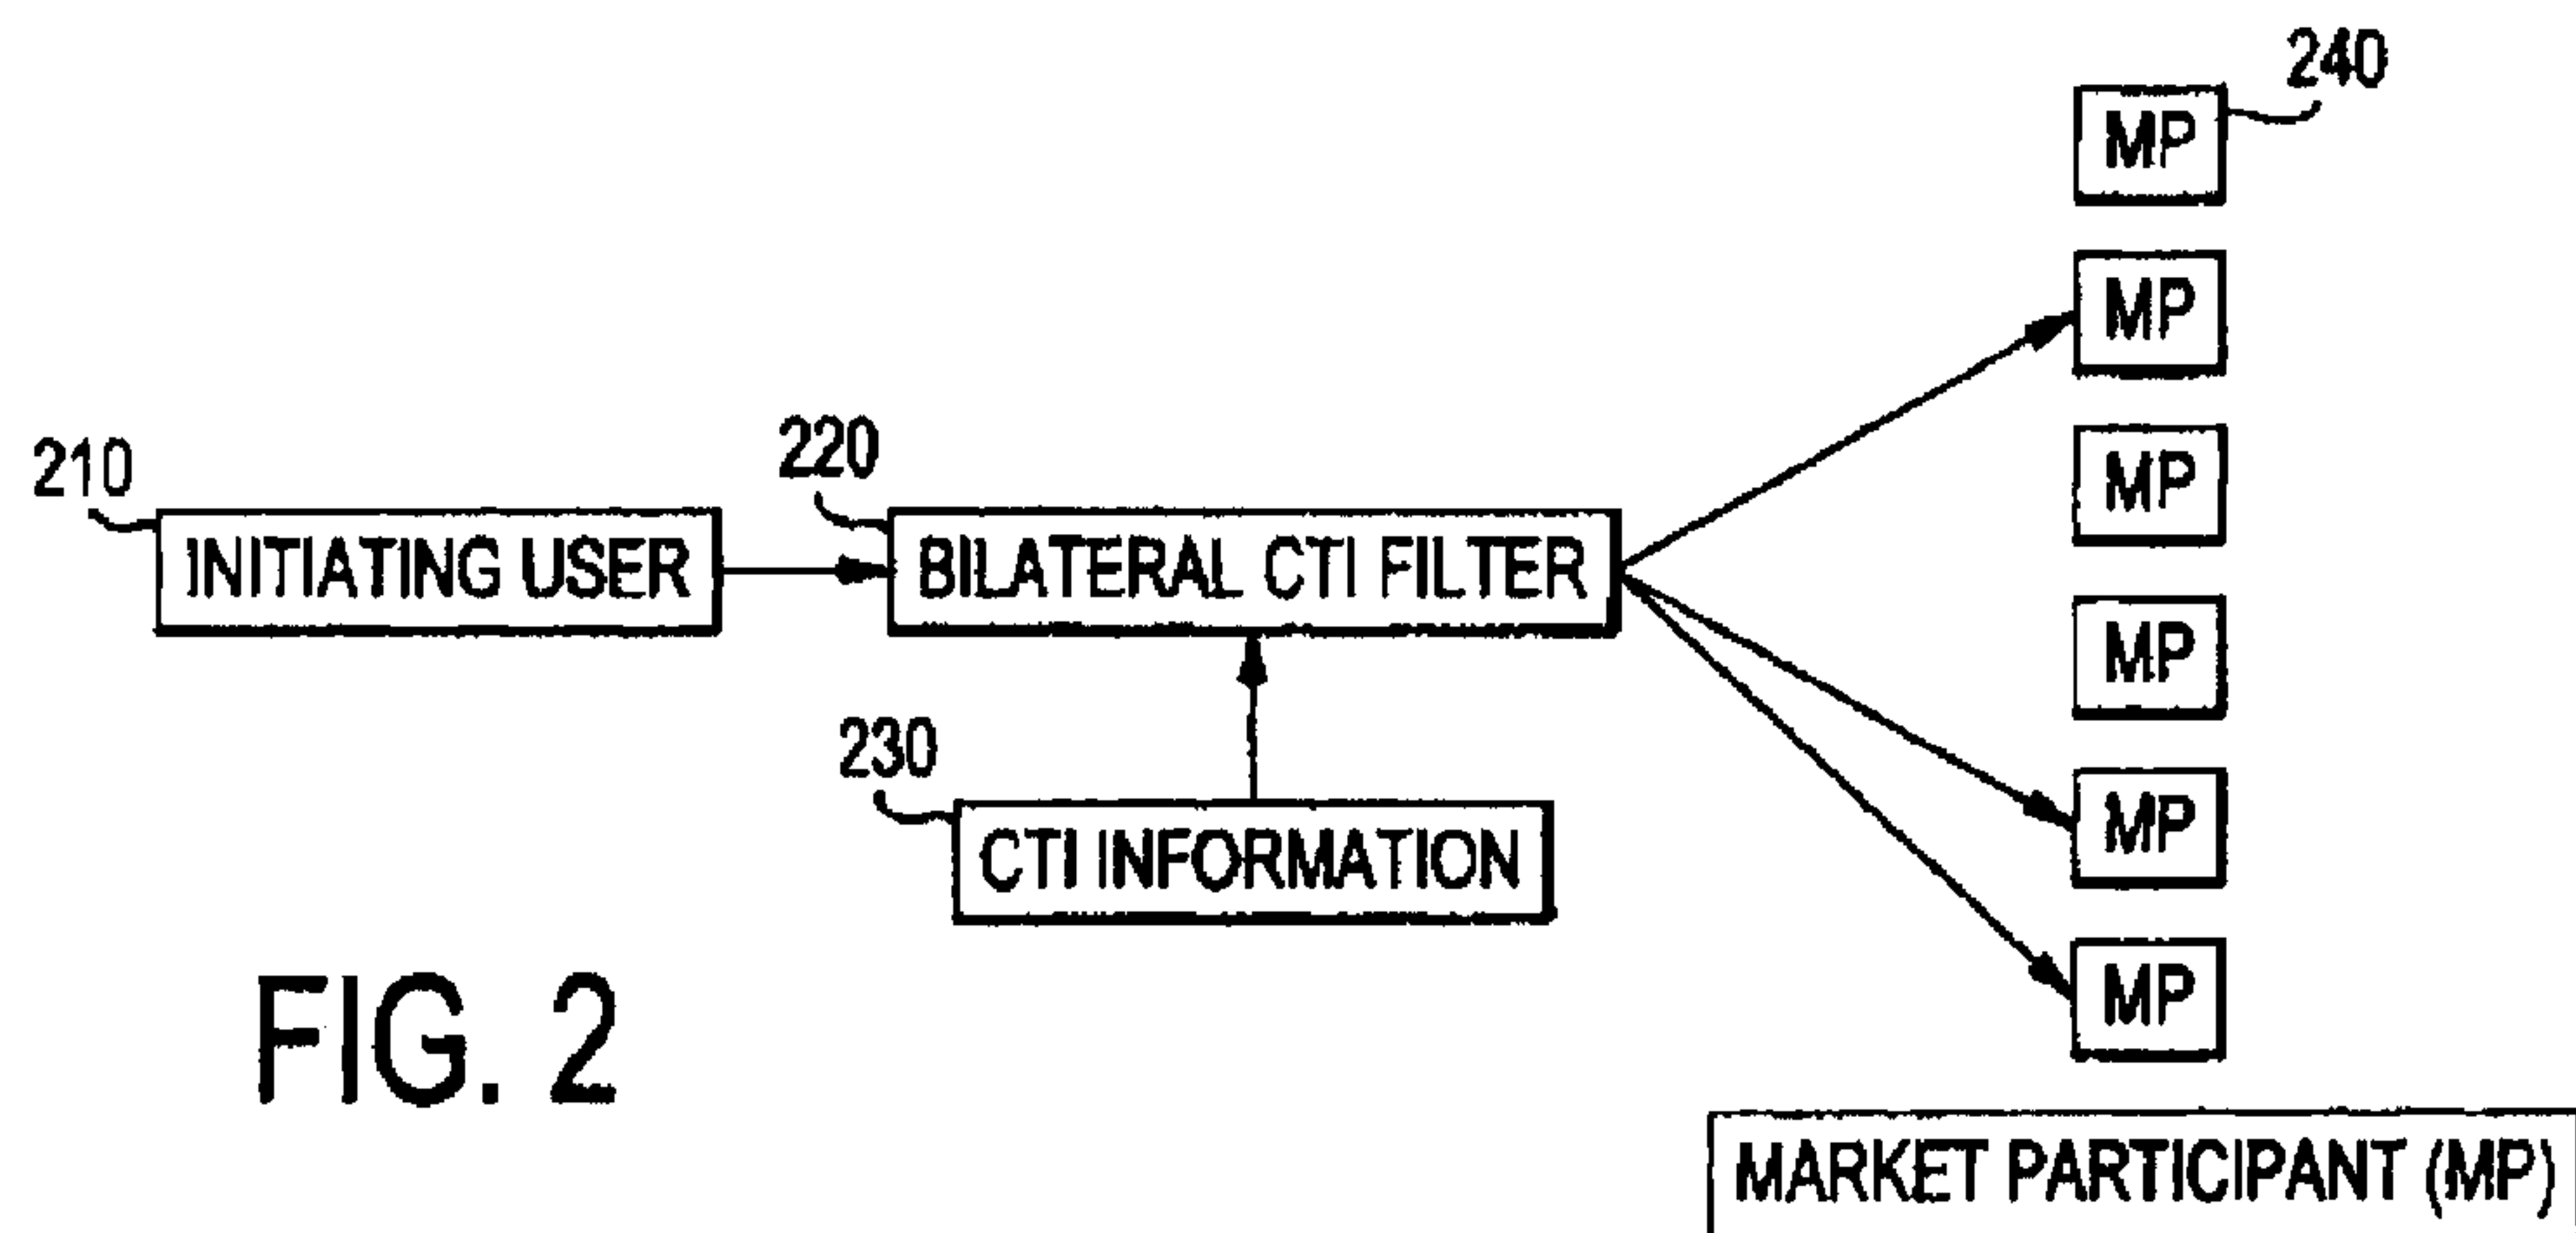 240
MP
MP
220
MP
210
INITIATING USER
BILATERAL CTI FILTER
MP
230
CTI INFORMATION
MP
MP
FIG. 2
MARKET PARTICIPANT (MP)